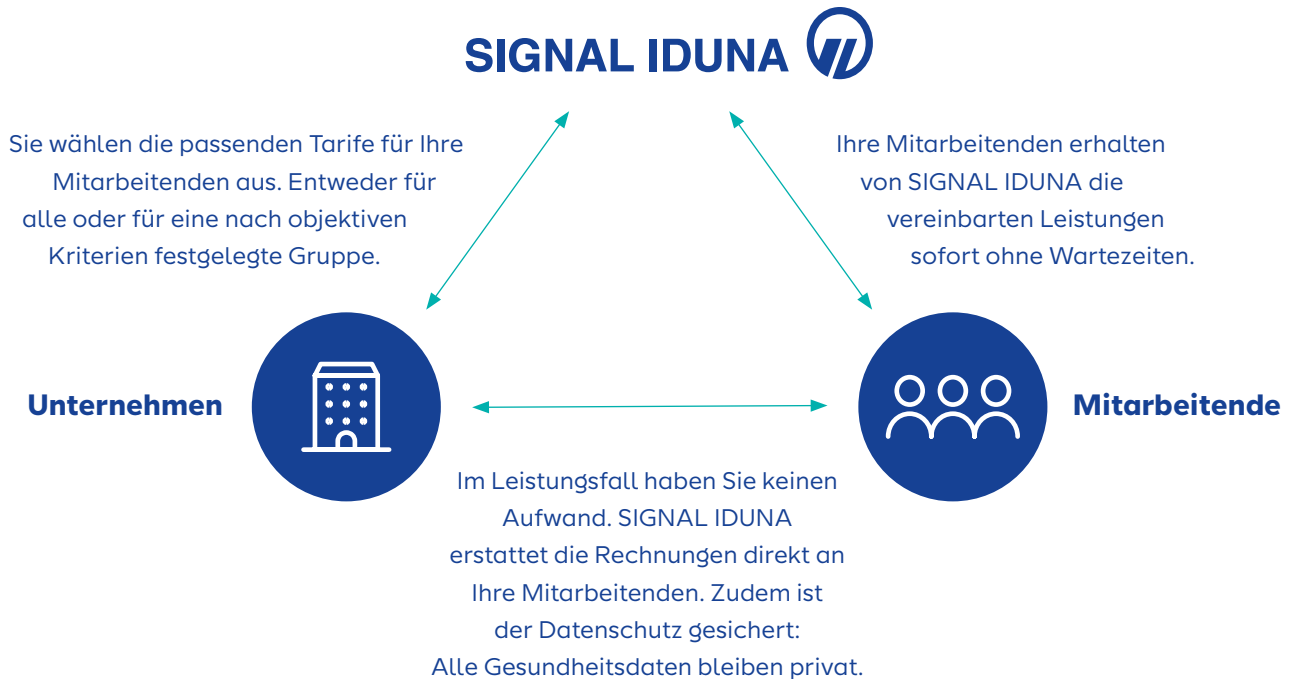 SIGNAL IDUNA
Sie wählen die passenden Tarife für Ihre
Mitarbeitenden aus. Entweder für
alle oder für eine nach objektiven
Kriterien festgelegte Gruppe.
Ihre Mitarbeitenden erhalten
von SIGNAL IDUNA die
vereinbarten Leistungen
sofort ohne Wartezeiten.
Unternehmen
Mitarbeitende
Im Leistungsfall haben Sie keinen
Aufwand. SIGNAL IDUNA
erstattet die Rechnungen direkt an
Ihre Mitarbeitenden. Zudem ist
der Datenschutz gesichert:
Alle Gesundheitsdaten bleiben privat.